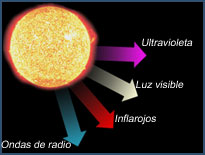 Ultravioleta
Luz visible
Inflarojos
Ondas de radio